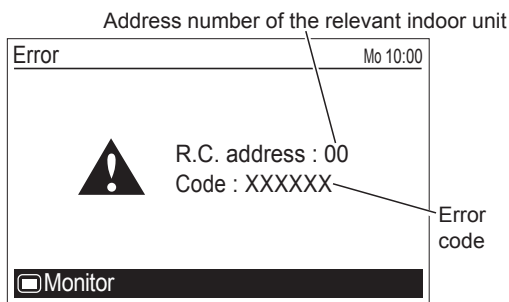 Address number of the relevant indoor unit
Error Mo 10:00
R.C. address : 00
Code : XXXXXX
Error
code
Monitor